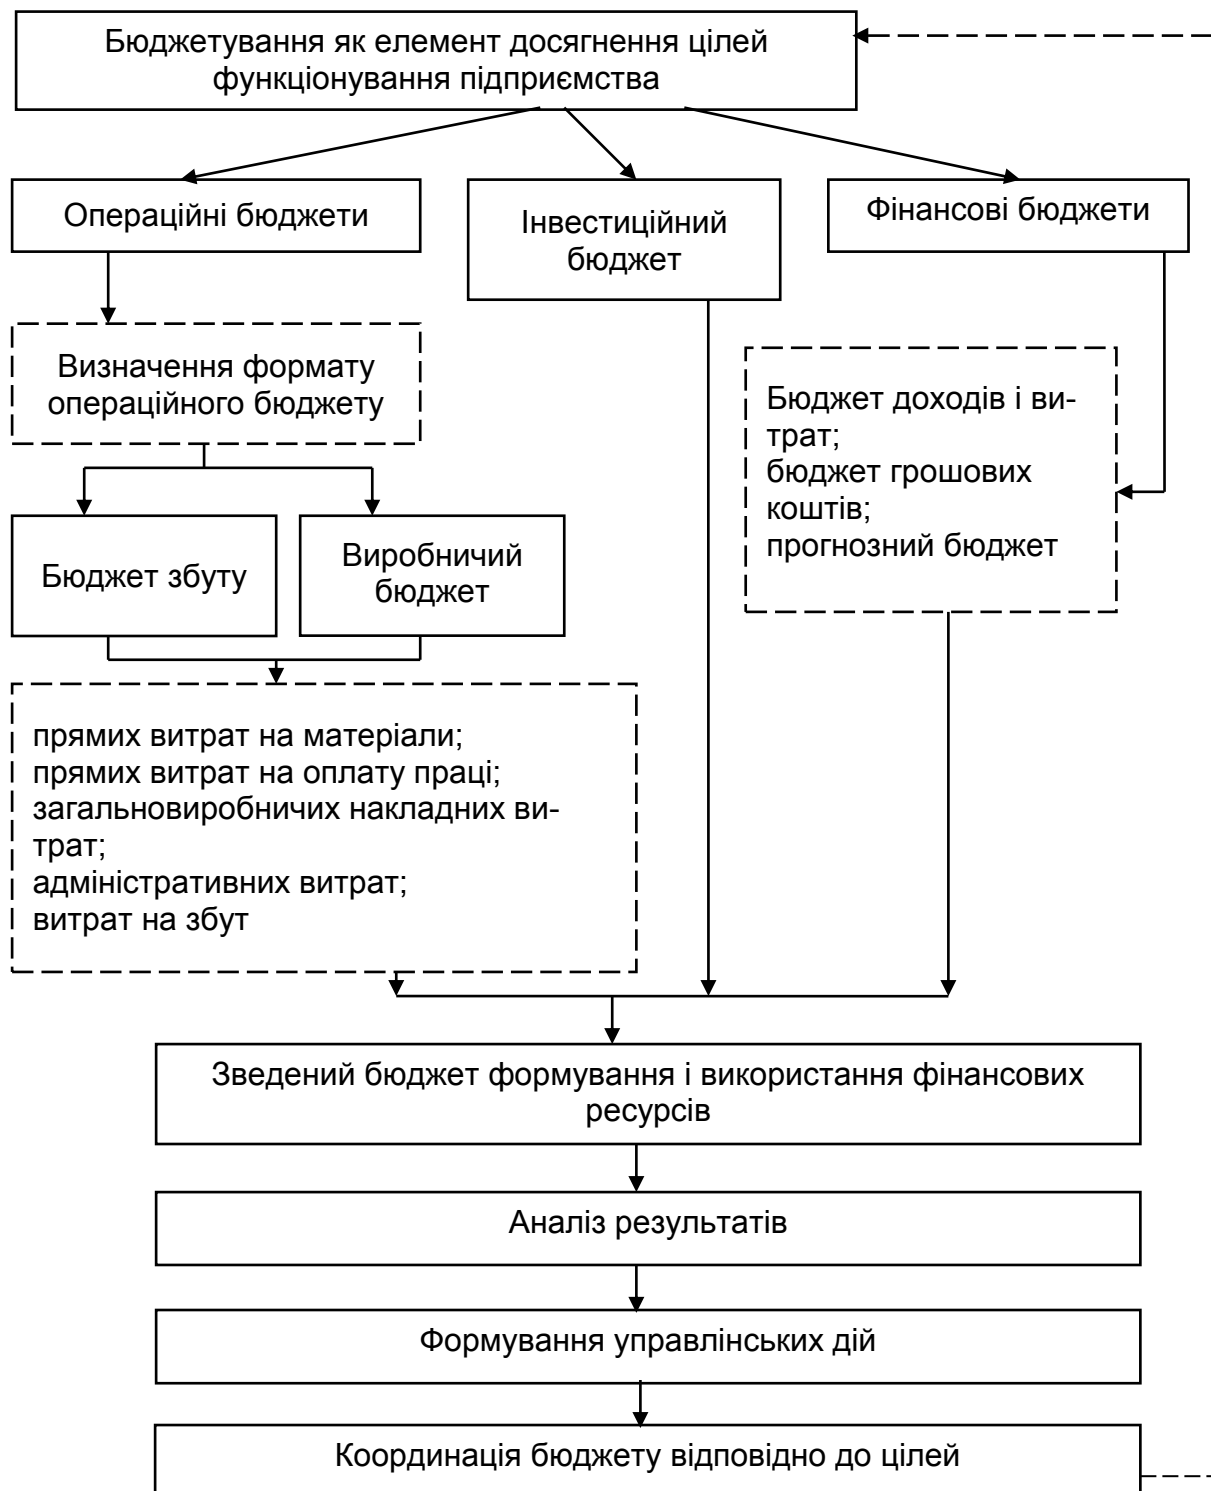 Бюджетування як елемент досягнення цілей
функціонування підприємства
Операційні бюджети
Інвестиційний
бюджет
Фінансові бюджети
Визначення формату
операційного бюджету
Бюджет доходів і ви-
трат;
бюджет грошових
коштів;
прогнозний бюджет
Бюджет збуту
Виробничий
бюджет
прямих витрат на матеріали;
прямих витрат на оплату праці;
загальновиробничих накладних ви-
трат;
адміністративних витрат;
витрат на збут
Зведений бюджет формування і використання фінансових
ресурсів
Аналіз результатів
Формування управлінських дій
Координація бюджету відповідно до цілей